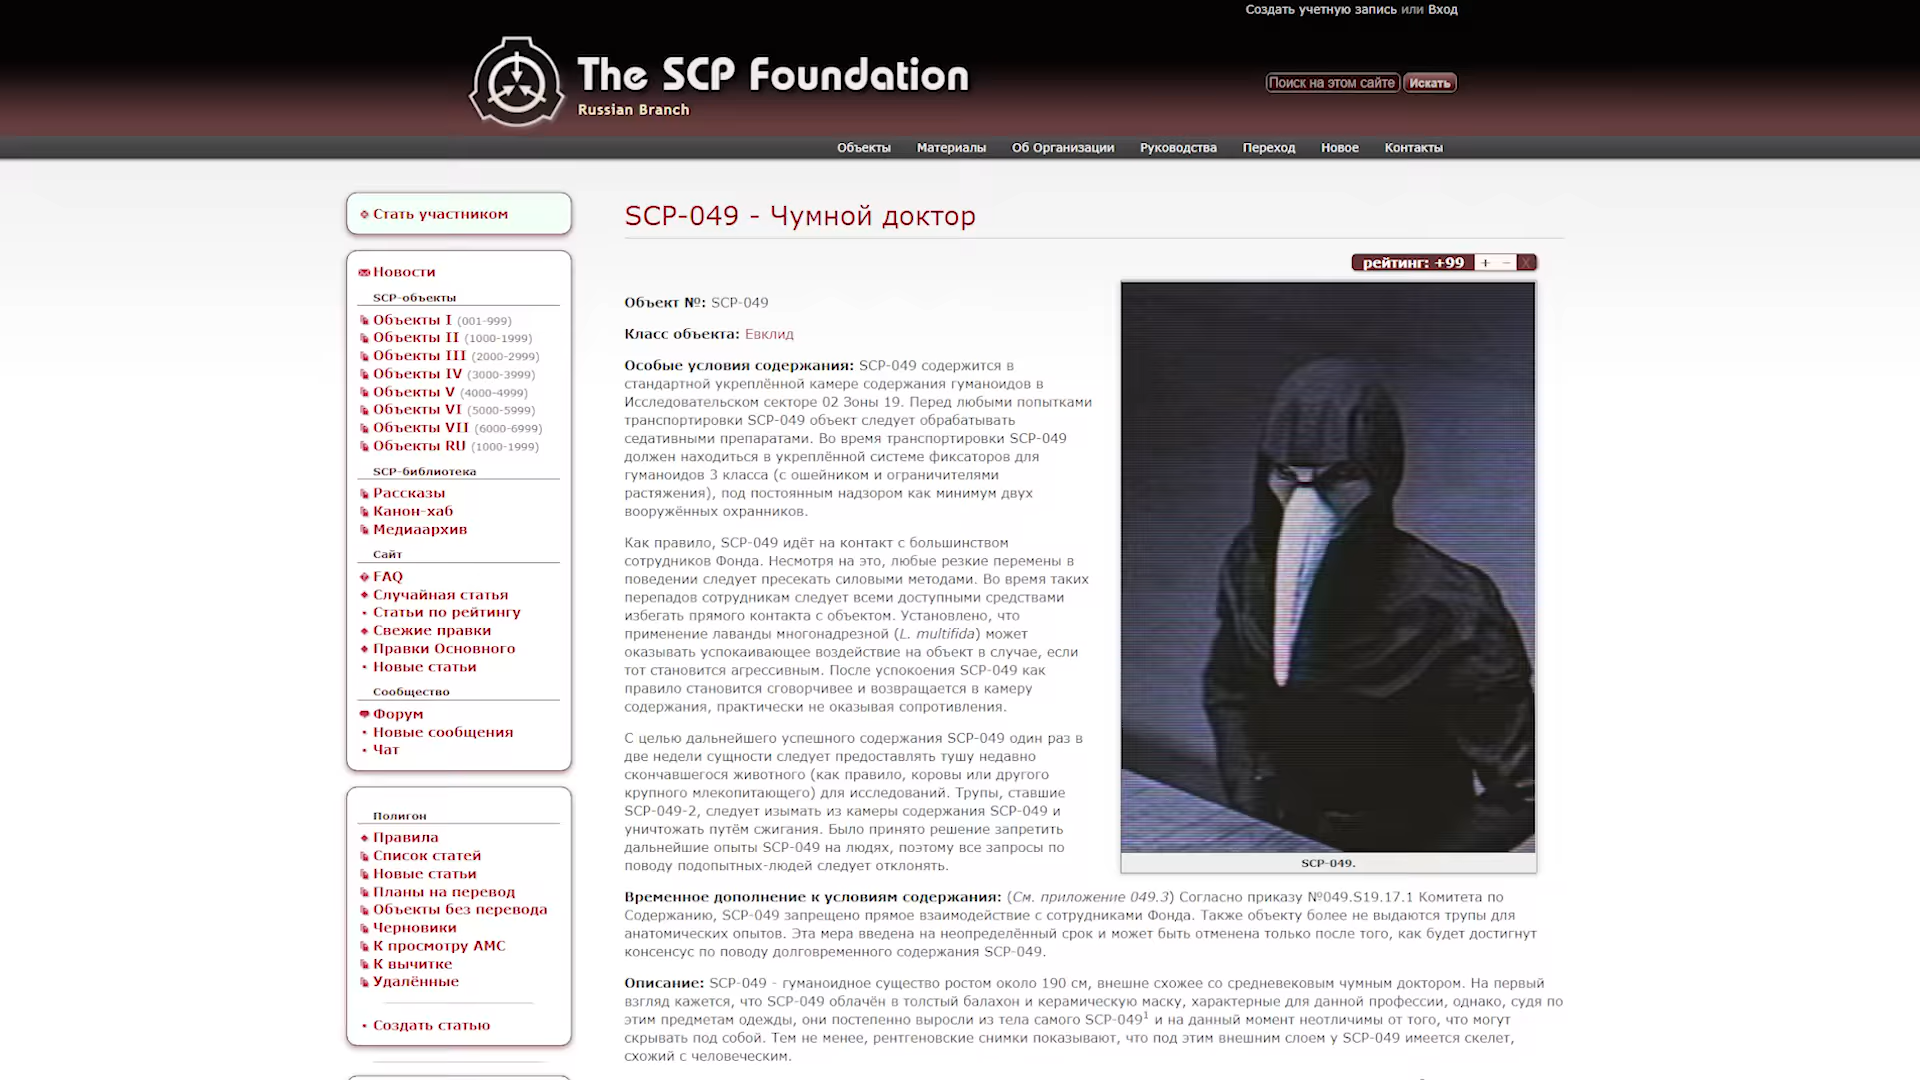 Создать учетную запись или Вход
The SCP Foundation
Russian Branch
Поиск на этом сайте Искать
Объекты Материалы Об Организации Руководства Переход Новое Контакты
Стать участником
Новости
SCP-объекты
Объекты I (001-999)
Объекты II (1000-1999)
Объекты III (2000-2999)
Объекты IV (3000-3999)
Объекты V (4000-4999)
Объекты VI (5000-5999)
Объекты VII (6000-6999)
Объекты RU (1000-1999)
SCP-библиотека
Рассказы
Канон-хаб
Медиаархив
Сайт
FAQ
Случайная статья
Статьи по рейтингу
Свежие правки
Правки Основного
Новые статьи
Сообщество
Форум
Новые сообщения
Чат
Полигон
Правила
Список статей
Новые статьи
Планы на перевод
Объекты без перевода
Черновики
К просмотру АМС
К вычитке
Удалённые
Создать статью
SCP-049 - Чумной доктор
рейтинг: +99 + − X
Объект №: SCP-049
Класс объекта: Евклид
Особые условия содержания: SCP-049 содержится в
стандартной укреплённой камере содержания гуманоидов в
Исследовательском секторе 02 Зоны 19. Перед любыми попытками
транспортировки SCP-049 объект следует обрабатывать
седативными препаратами. Во время транспортировки SCP-049
должен находиться в укреплённой системе фиксаторов для
гуманоидов 3 класса (с ошейником и ограничителями
растяжения), под постоянным надзором как минимум двух
вооружённых охранников.
Как правило, SCP-049 идёт на контакт с большинством
сотрудников Фонда. Несмотря на это, любые резкие перемены в
поведении следует пресекать силовыми методами. Во время таких
перепадов сотрудникам следует всеми доступными средствами
избегать прямого контакта с объектом. Установлено, что
применение лаванды многонадрезной (L. multifida) может
оказывать успокаивающее воздействие на объект в случае, если
тот становится агрессивным. После успокоения SCP-049 как
правило становится сговорчивее и возвращается в камеру
содержания, практически не оказывая сопротивления.
С целью дальнейшего успешного содержания SCP-049 один раз в
две недели сущности следует предоставлять тушу недавно
скончавшегося животного (как правило, коровы или другого
крупного млекопитающего) для исследований. Трупы, ставшие
SCP-049-2, следует изымать из камеры содержания SCP-049 и
уничтожать путём сжигания. Было принято решение запретить
дальнейшие опыты SCP-049 на людях, поэтому все запросы по
поводу подопытных-людей следует отклонять.
SCP-049.
Временное дополнение к условиям содержания: (См. приложение 049.3) Согласно приказу №049.S19.17.1 Комитета по
Содержанию, SCP-049 запрещено прямое взаимодействие с сотрудниками Фонда. Также объекту более не выдаются трупы для
анатомических опытов. Эта мера введена на неопределённый срок и может быть отменена только после того, как будет достигнут
консенсус по поводу долговременного содержания SCP-049.
Описание: SCP-049 - гуманоидное существо ростом около 190 см, внешне схожее со средневековым чумным доктором. На первый
взгляд кажется, что SCP-049 облачён в толстый балахон и керамическую маску, характерные для данной профессии, однако, судя по
этим предметам одежды, они постепенно выросли из тела самого SCP-049¹ и на данный момент неотличимы от того, что могут
скрывать под собой. Тем не менее, рентгеновские снимки показывают, что под этим внешним слоем у SCP-049 имеется скелет,
схожий с человеческим.